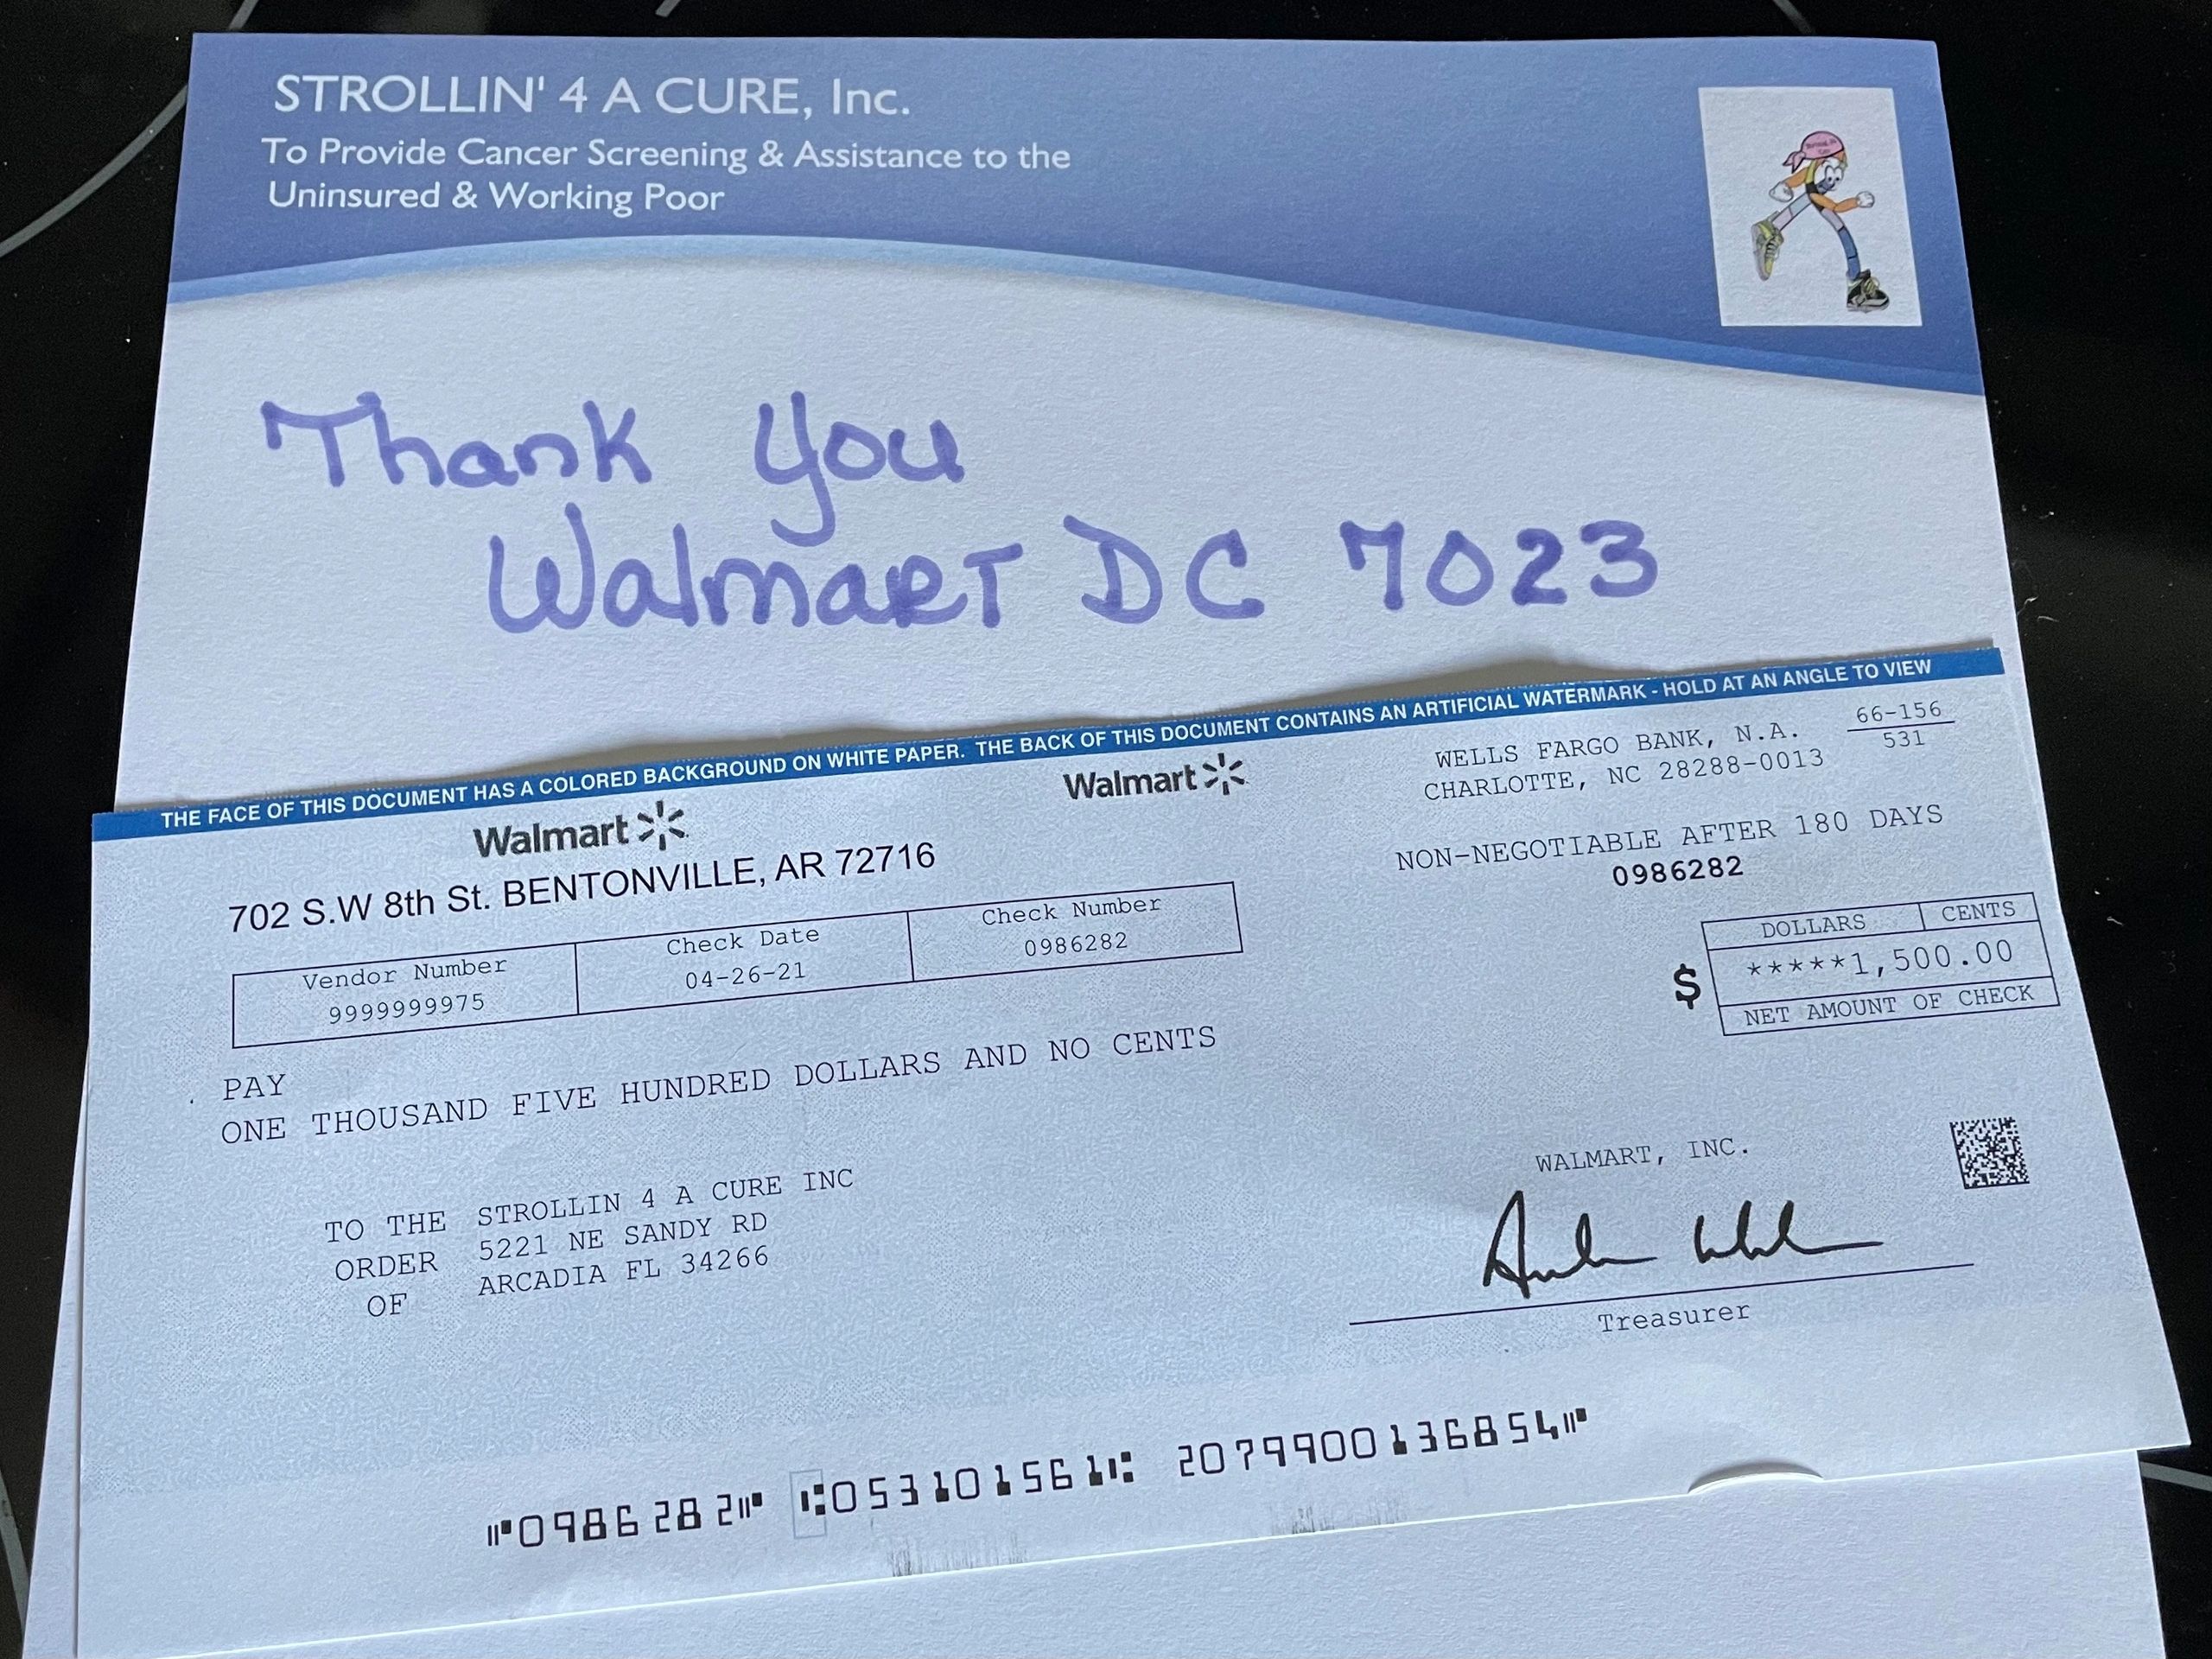 STROLLIN' 4 A CURE, Inc.
To Provide Cancer Screening & Assistance to the
Uninsured & Working Poor
Thank You
Walmart DC 7023
THE FACE OF THIS DOCUMENT HAS A COLORED BACKGROUND ON WHITE PAPER. THE BACK OF THIS DOCUMENT CONTAINS AN ARTIFICIAL WATERMARK - HOLD AT AN ANGLE TO VIEW
Walmart
702 S.W 8th St. BENTONVILLE, AR 72716
Walmart
WELLS FARGO BANK, N.A.
CHARLOTTE, NC 28288-0013
66-156
531
NON-NEGOTIABLE AFTER 180 DAYS
0986282
Vendor Number
9999999975
Check Date
04-26-21
Check Number
0986282
DOLLARS CENTS
$ *****1,500.00
NET AMOUNT OF CHECK
PAY
ONE THOUSAND FIVE HUNDRED DOLLARS AND NO CENTS
TO THE STROLLIN 4 A CURE INC
ORDER 5221 NE SANDY RD
OF ARCADIA FL 34266
WALMART, INC.
Treasurer
⑈0986282⑈ ⑆053101561⑆ 2079900136854⑈